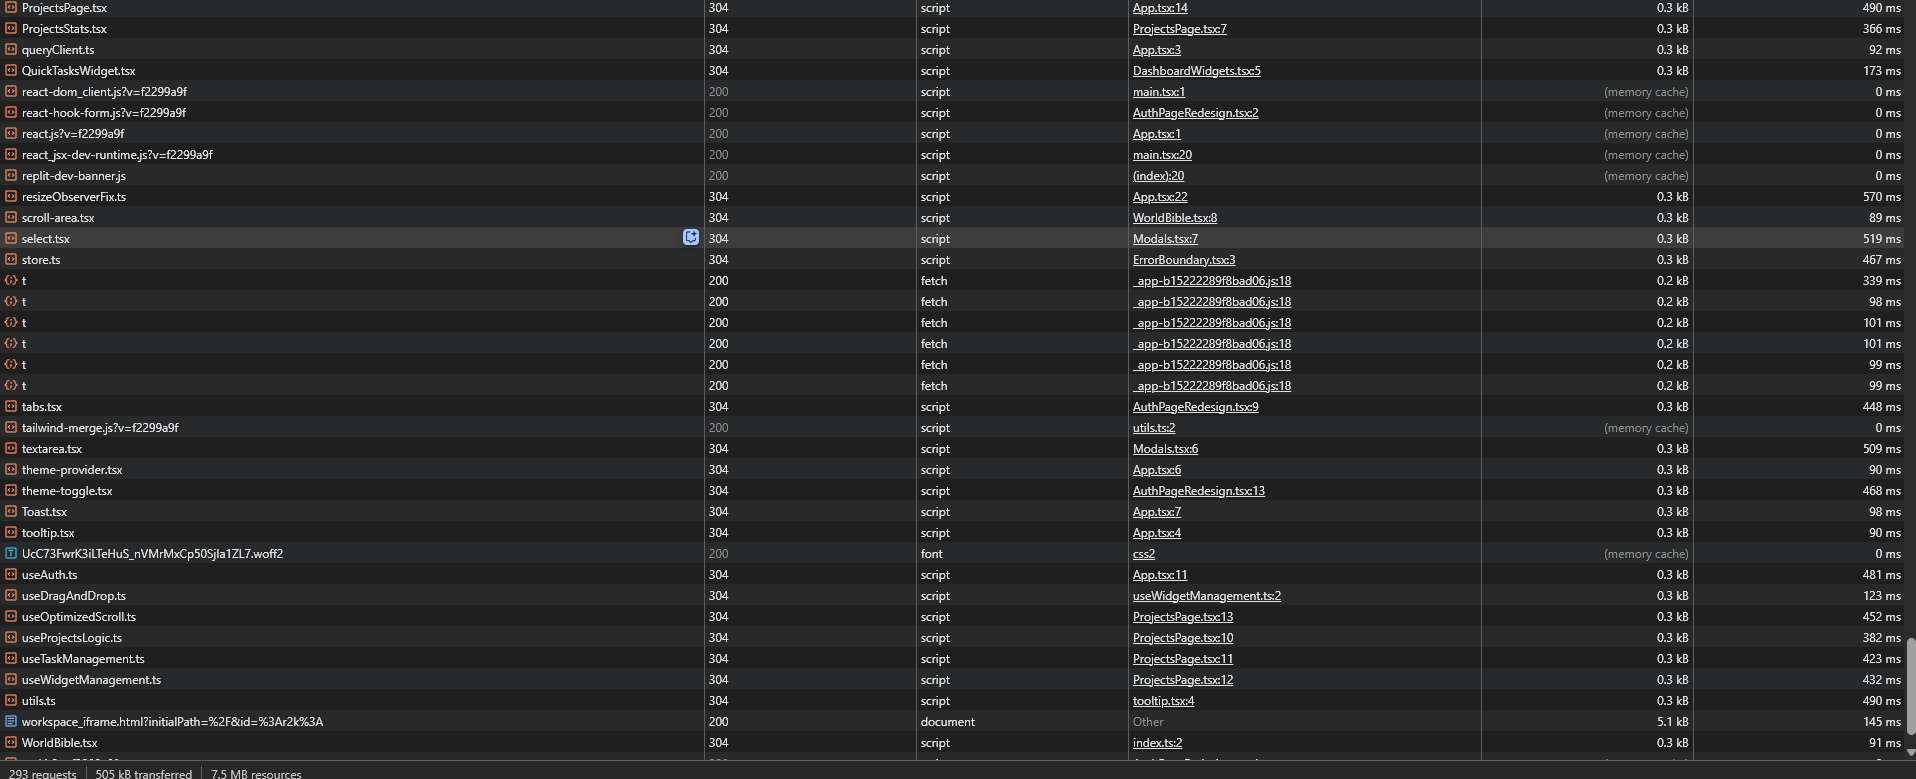 ProjectsPage.tsx 304 script App.tsx:14 0.3 kB 490 ms
ProjectsStats.tsx 304 script ProjectsPage.tsx:7 0.3 kB 366 ms
queryClient.ts 304 script App.tsx:3 0.3 kB 92 ms
QuickTasksWidget.tsx 304 script DashboardWidgets.tsx:5 0.3 kB 173 ms
react-dom_client.js?v=f2299a9f 200 script main.tsx:1 (memory cache) 0 ms
react-hook-form.js?v=f2299a9f 200 script AuthPageRedesign.tsx:2 (memory cache) 0 ms
react.js?v=f2299a9f 200 script App.tsx:1 (memory cache) 0 ms
react_jsx-dev-runtime.js?v=f2299a9f 200 script main.tsx:20 (memory cache) 0 ms
replit-dev-banner.js 200 script (index):20 (memory cache) 0 ms
resizeObserverFix.ts 304 script App.tsx:22 0.3 kB 570 ms
scroll-area.tsx 304 script WorldBible.tsx:8 0.3 kB 89 ms
select.tsx 304 script Modals.tsx:7 0.3 kB 519 ms
store.ts 304 script ErrorBoundary.tsx:3 0.3 kB 467 ms
t 200 fetch _app-b15222289f8bad06.js:18 0.2 kB 339 ms
t 200 fetch _app-b15222289f8bad06.js:18 0.2 kB 98 ms
t 200 fetch _app-b15222289f8bad06.js:18 0.2 kB 101 ms
t 200 fetch _app-b15222289f8bad06.js:18 0.2 kB 101 ms
t 200 fetch _app-b15222289f8bad06.js:18 0.2 kB 99 ms
t 200 fetch _app-b15222289f8bad06.js:18 0.2 kB 99 ms
tabs.tsx 304 script AuthPageRedesign.tsx:9 0.3 kB 448 ms
tailwind-merge.js?v=f2299a9f 200 script utils.ts:2 (memory cache) 0 ms
textarea.tsx 304 script Modals.tsx:6 0.3 kB 509 ms
theme-provider.tsx 304 script App.tsx:6 0.3 kB 90 ms
theme-toggle.tsx 304 script AuthPageRedesign.tsx:13 0.3 kB 468 ms
Toast.tsx 304 script App.tsx:7 0.3 kB 98 ms
tooltip.tsx 304 script App.tsx:4 0.3 kB 90 ms
UcC73FwrK3iLTeHuS_nVMrMxCp50SjIa1ZL7.woff2 200 font css2 (memory cache) 0 ms
useAuth.ts 304 script App.tsx:11 0.3 kB 481 ms
useDragAndDrop.ts 304 script useWidgetManagement.ts:2 0.3 kB 123 ms
useOptimizedScroll.ts 304 script ProjectsPage.tsx:13 0.3 kB 452 ms
useProjectsLogic.ts 304 script ProjectsPage.tsx:10 0.3 kB 382 ms
useTaskManagement.ts 304 script ProjectsPage.tsx:11 0.3 kB 423 ms
useWidgetManagement.ts 304 script ProjectsPage.tsx:12 0.3 kB 432 ms
utils.ts 304 script tooltip.tsx:4 0.3 kB 490 ms
workspace_iframe.html?initialPath=%2F&id=%3Ar2k%3A 200 document Other 5.1 kB 145 ms
WorldBible.tsx 304 script index.ts:2 0.3 kB 91 ms
293 requests 505 kB transferred 7.5 MB resources